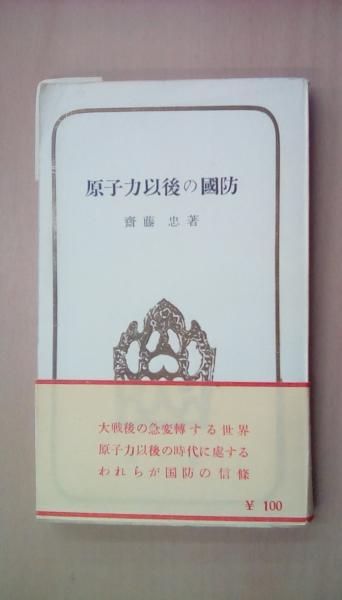 原子力以後の國防
齋藤 忠著
大戰後の急変轉する世界
原子力以後の時代に處する
われらが国防の信條
¥ 100